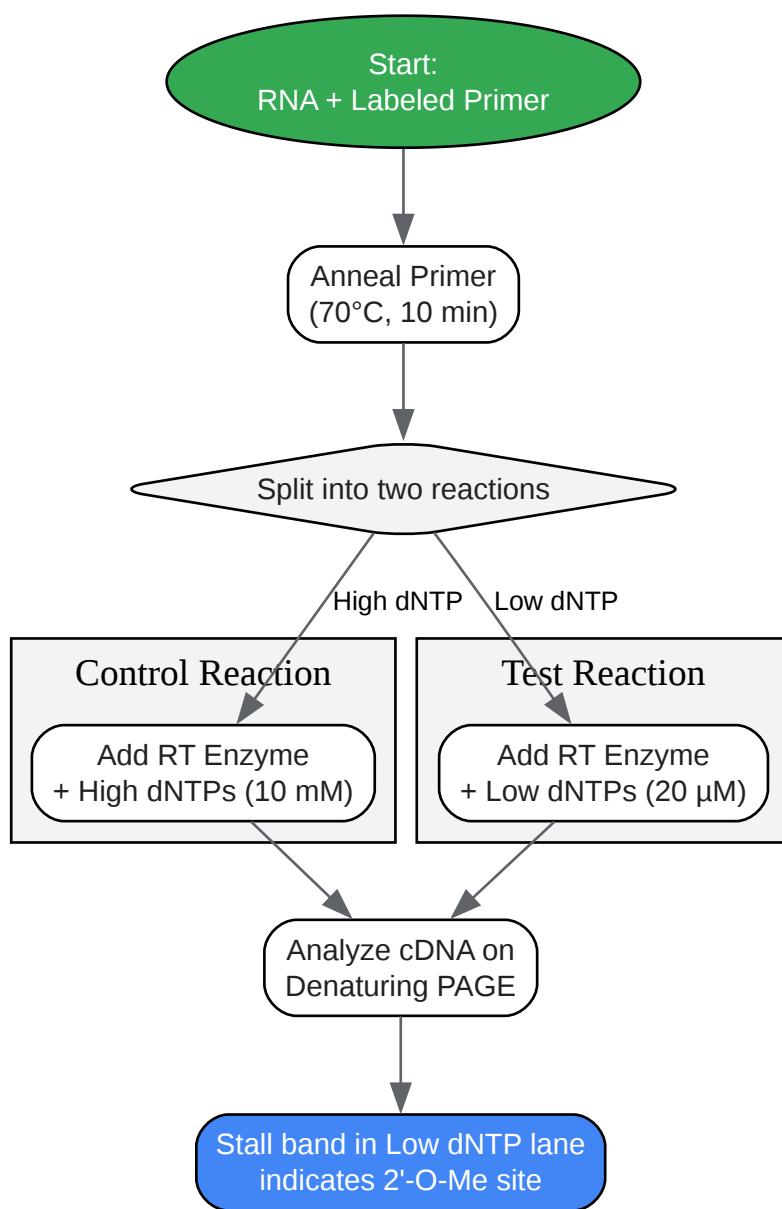 Start:
RNA + Labeled Primer
Anneal Primer
(70°C, 10 min)
Split into two reactions
High dNTP
Low dNTP
Control Reaction
Add RT Enzyme
+ High dNTPs (10 mM)
Test Reaction
Add RT Enzyme
+ Low dNTPs (20 µM)
Analyze cDNA on
Denaturing PAGE
Stall band in Low dNTP lane
indicates 2'-O-Me site